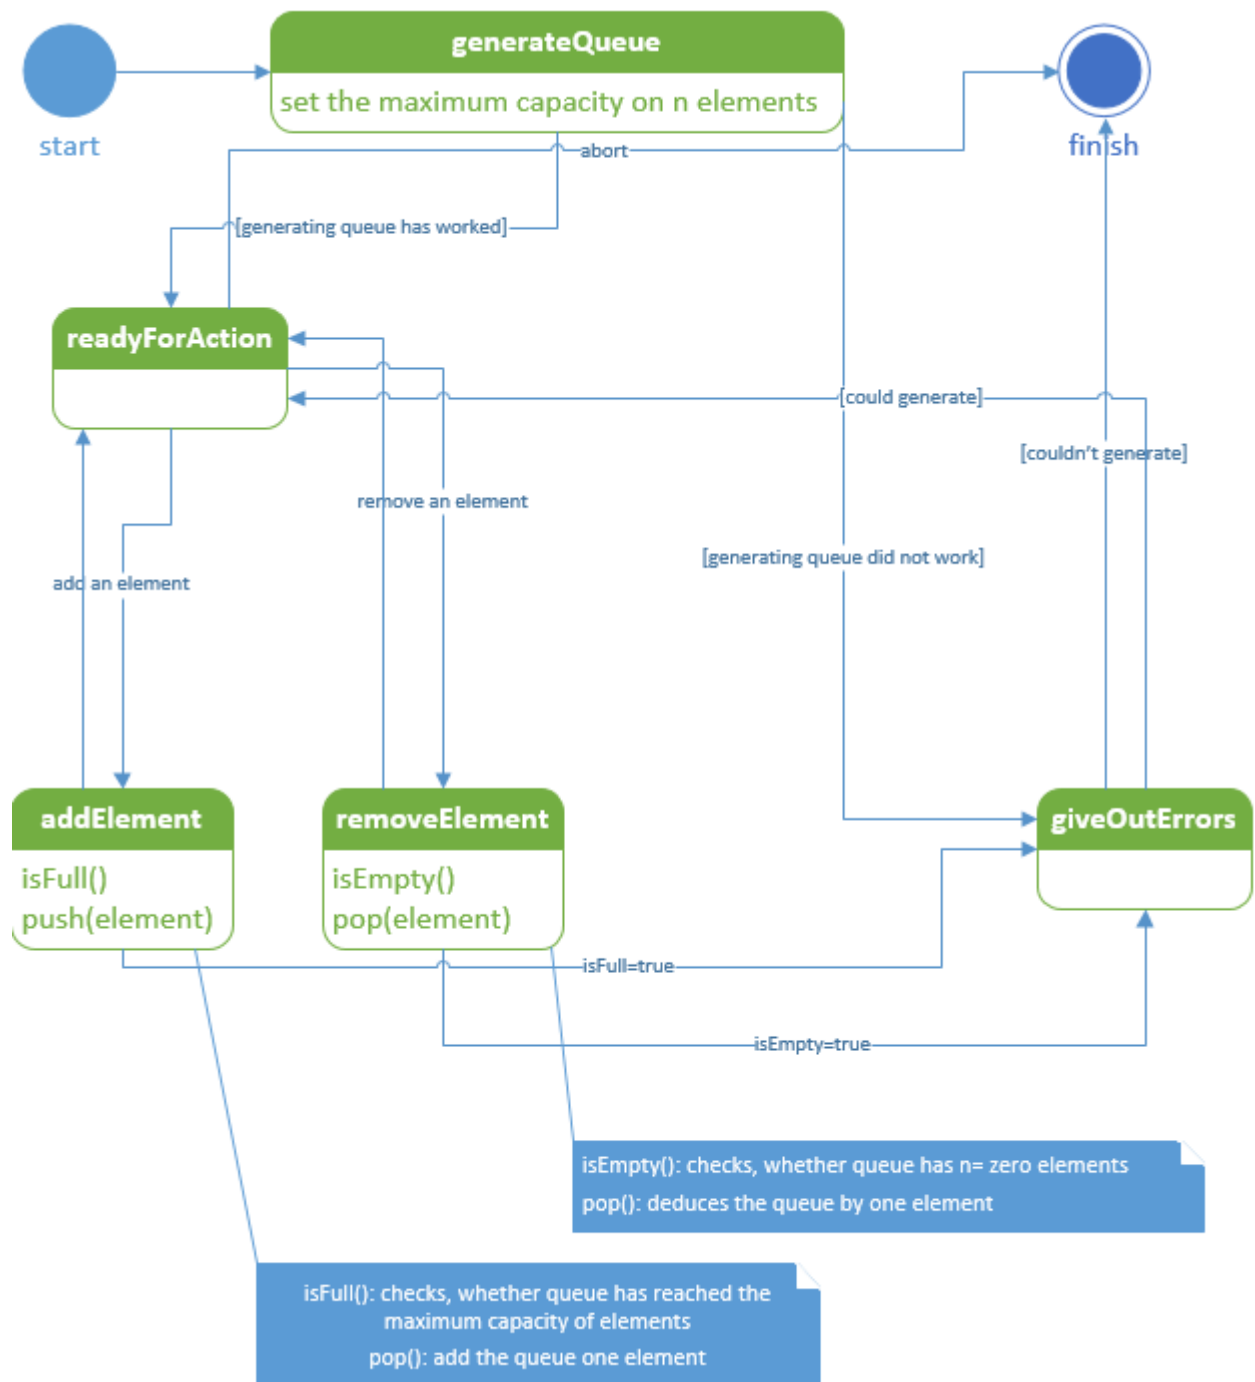 generateQueue
set the maximum capacity on n elements
start
finish
abort
[generating queue has worked]
readyForAction
[could generate]
[couldn't generate]
remove an element
[generating queue did not work]
add an element
addElement
isFull()
push(element)
removeElement
isEmpty()
pop(element)
giveOutErrors
isFull=true
isEmpty=true
isEmpty(): checks, whether queue has n= zero elements
pop(): deduces the queue by one element
isFull(): checks, whether queue has reached the
maximum capacity of elements
pop(): add the queue one element